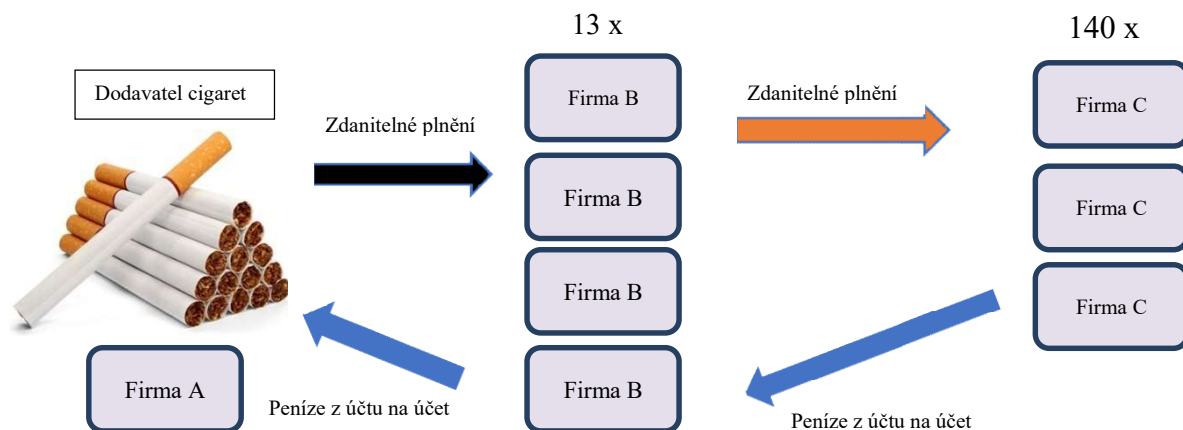 13 x
140 x
Dodavatel cigaret
Zdanitelné plnění
Firma B
Zdanitelné plnění
Firma C
Firma B
Firma C
Firma B
Firma C
Firma A
Firma B
Peníze z účtu na účet
Peníze z účtu na účet